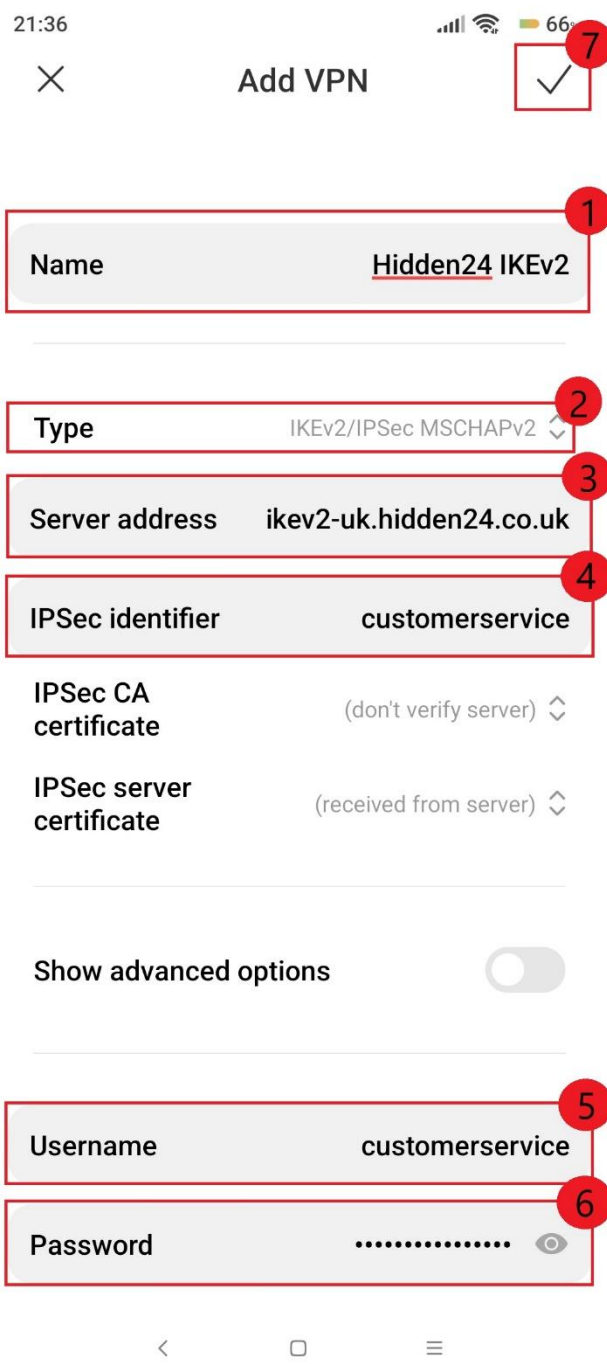 21:36 66%
7
Add VPN
1
Name Hidden24 IKEv2
2
Type IKEv2/IPSec MSCHAPv2
3
Server address ikev2-uk.hidden24.co.uk
4
IPSec identifier customerservice
IPSec CA
certificate (don't verify server)
IPSec server
certificate (received from server)
Show advanced options
5
Username customerservice
6
Password ••••••••••••••••